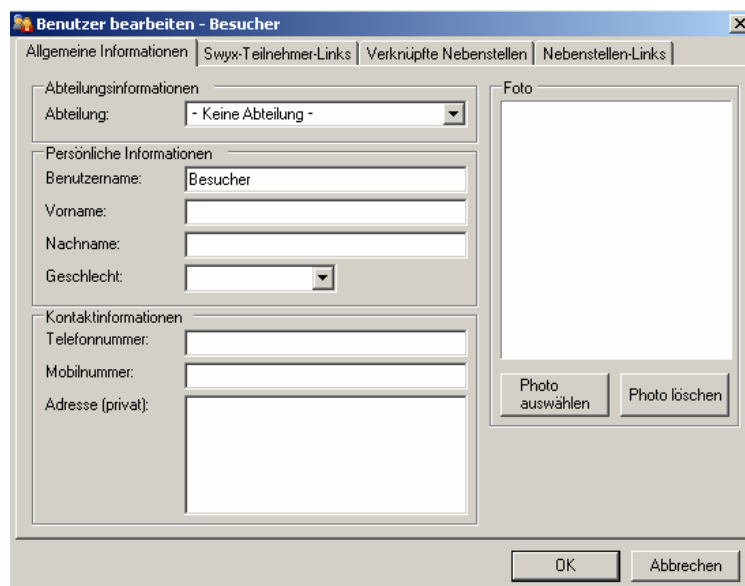 Benutzer bearbeiten - Besucher
Allgemeine Informationen
Swyx-Teilnehmer-Links
Verknüpfte Nebenstellen
Nebenstellen-Links
Abteilungsinformationen
Abteilung:
- Keine Abteilung -
Persönliche Informationen
Benutzername:
Besucher
Vorname:
Nachname:
Geschlecht:
Kontaktinformationen
Telefonnummer:
Mobilnummer:
Adresse (privat):
Foto
Photo
auswählen
Photo löschen
OK
Abbrechen